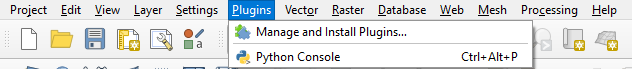 Project Edit View Layer Settings Plugins Vector Raster Database Web Mesh Processing Help
Manage and Install Plugins...
Python Console Ctrl+Alt+P